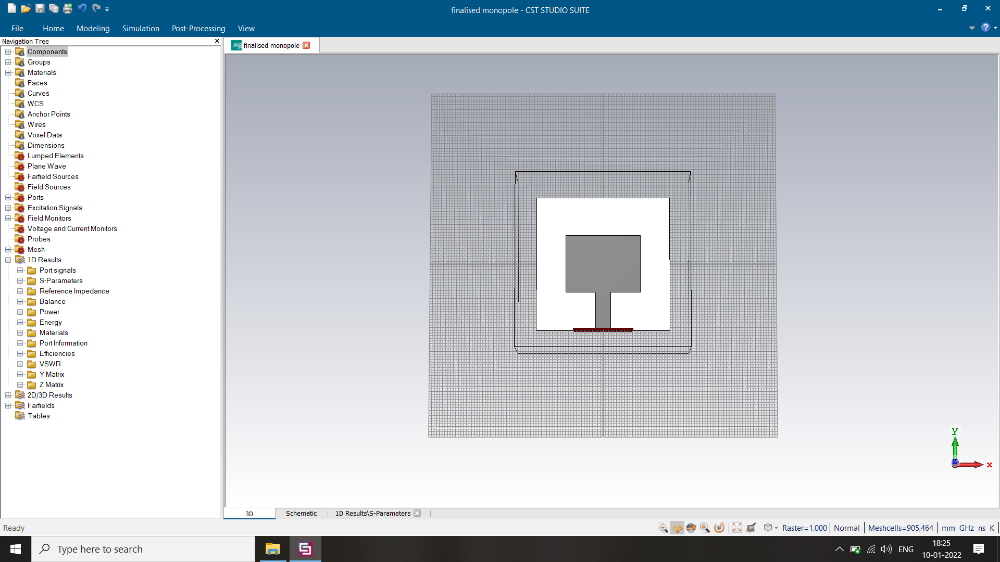 finalised monopole - CST STUDIO SUITE
File Home Modeling Simulation Post-Processing View
Navigation Tree
finalised monopole
Components
Groups
Materials
Faces
Curves
WCS
Anchor Points
Wires
Voxel Data
Dimensions
Lumped Elements
Plane Wave
Farfield Sources
Field Sources
Ports
Excitation Signals
Field Monitors
Voltage and Current Monitors
Probes
Mesh
1D Results
Port signals
S-Parameters
Reference Impedance
Balance
Power
Energy
Materials
Port Information
Efficiencies
VSWR
Y Matrix
Z Matrix
2D/3D Results
Farfields
Tables
y
z
x
3D Schematic 1D Results\S-Parameters
Ready
Raster=1.000 Normal Meshcells=905,464 mm GHz ns K
Type here to search
ENG
18:25
10-01-2022